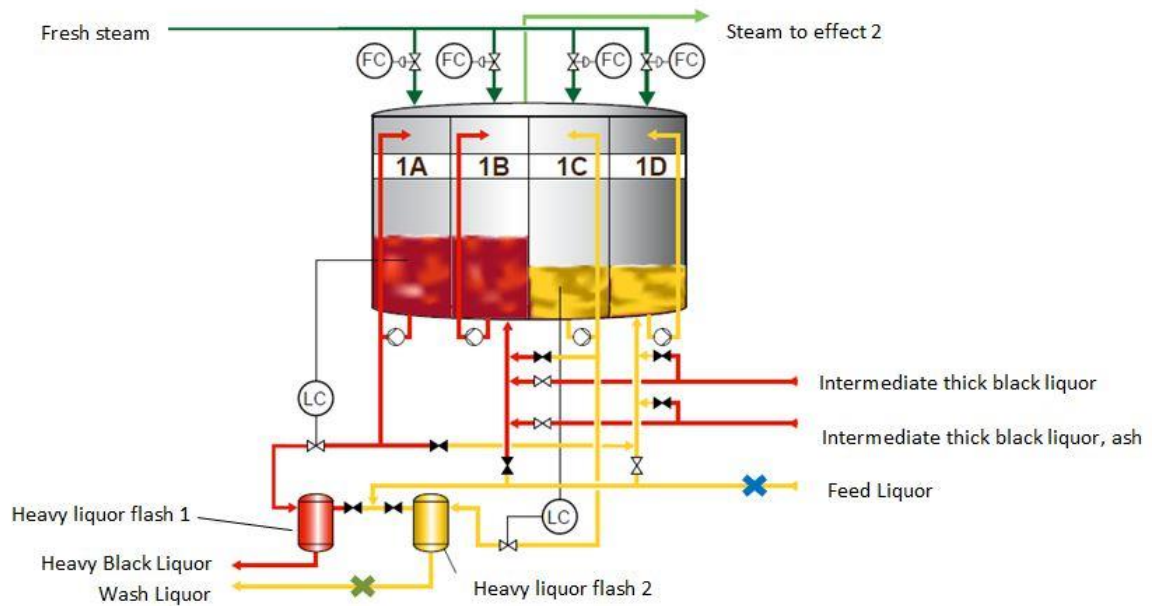 Fresh steam
Steam to effect 2
FC FC FC FC
1A 1B 1C 1D
Intermediate thick black liquor
LC
Intermediate thick black liquor, ash
Feed Liquor
LC
Heavy liquor flash 1
Heavy Black Liquor
Heavy liquor flash 2
Wash Liquor